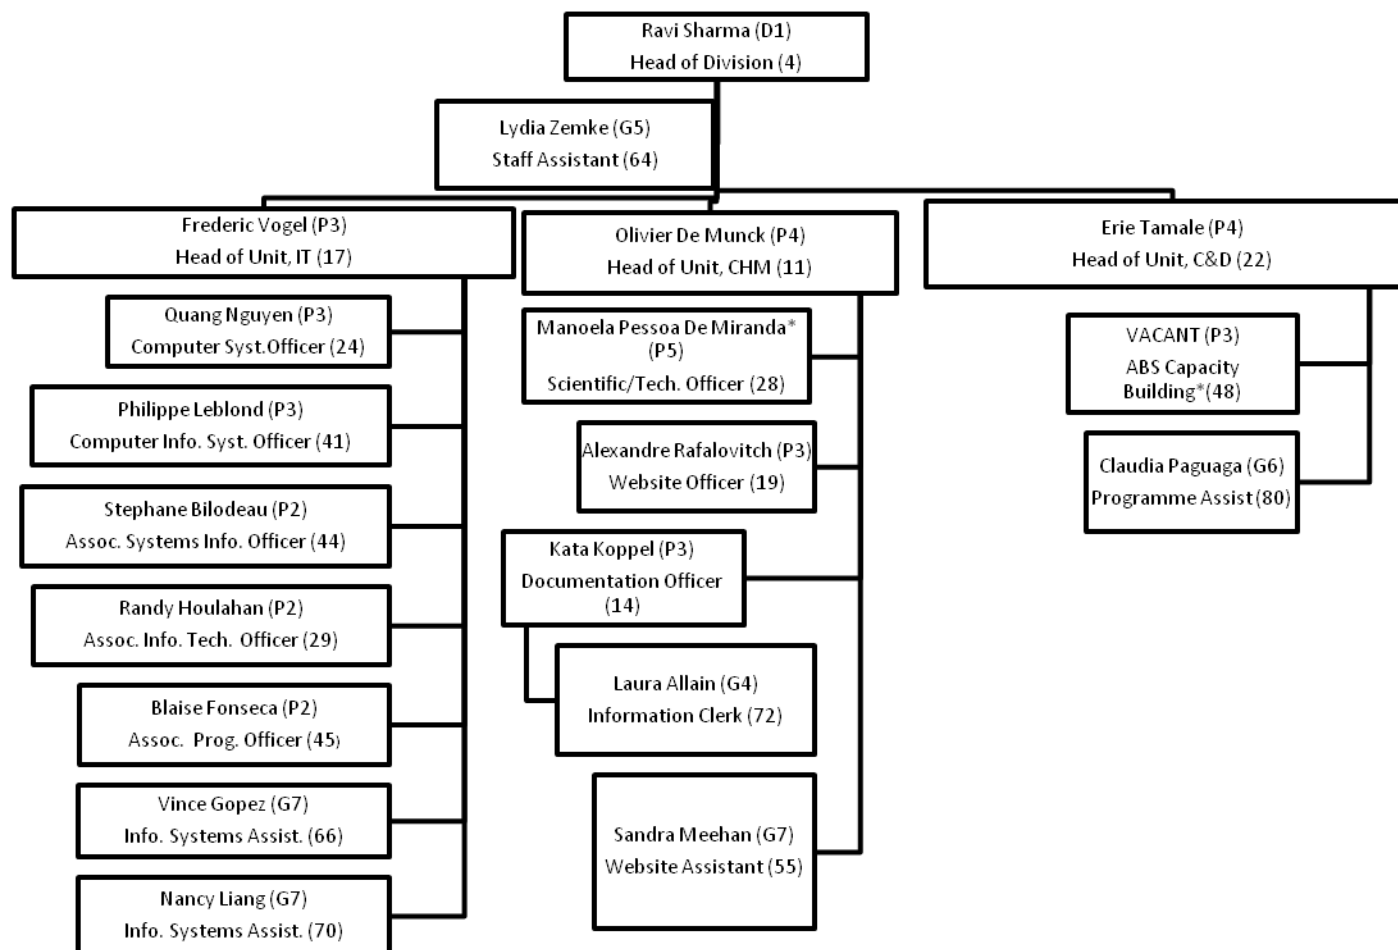 Ravi Sharma (D1)
Head of Division (4)
Lydia Zemke (G5)
Staff Assistant (64)
Frederic Vogel (P3)
Head of Unit, IT (17)
Quang Nguyen (P3)
Computer Syst.Officer (24)
Philippe Leblond (P3)
Computer Info. Syst. Officer (41)
Stephane Bilodeau (P2)
Assoc. Systems Info. Officer (44)
Randy Houlahan (P2)
Assoc. Info. Tech. Officer (29)
Blaise Fonseca (P2)
Assoc. Prog. Officer (45)
Vince Gopez (G7)
Info. Systems Assist. (66)
Nancy Liang (G7)
Info. Systems Assist. (70)
Olivier De Munck (P4)
Head of Unit, CHM (11)
Manoela Pessoa De Miranda*
(P5)
Scientific/Tech. Officer (28)
Alexandre Rafalovitch (P3)
Website Officer (19)
Kata Koppel (P3)
Documentation Officer
(14)
Laura Allain (G4)
Information Clerk (72)
Sandra Meehan (G7)
Website Assistant (55)
Erie Tamale (P4)
Head of Unit, C&D (22)
VACANT (P3)
ABS Capacity
Building*(48)
Claudia Paguaga (G6)
Programme Assist (80)